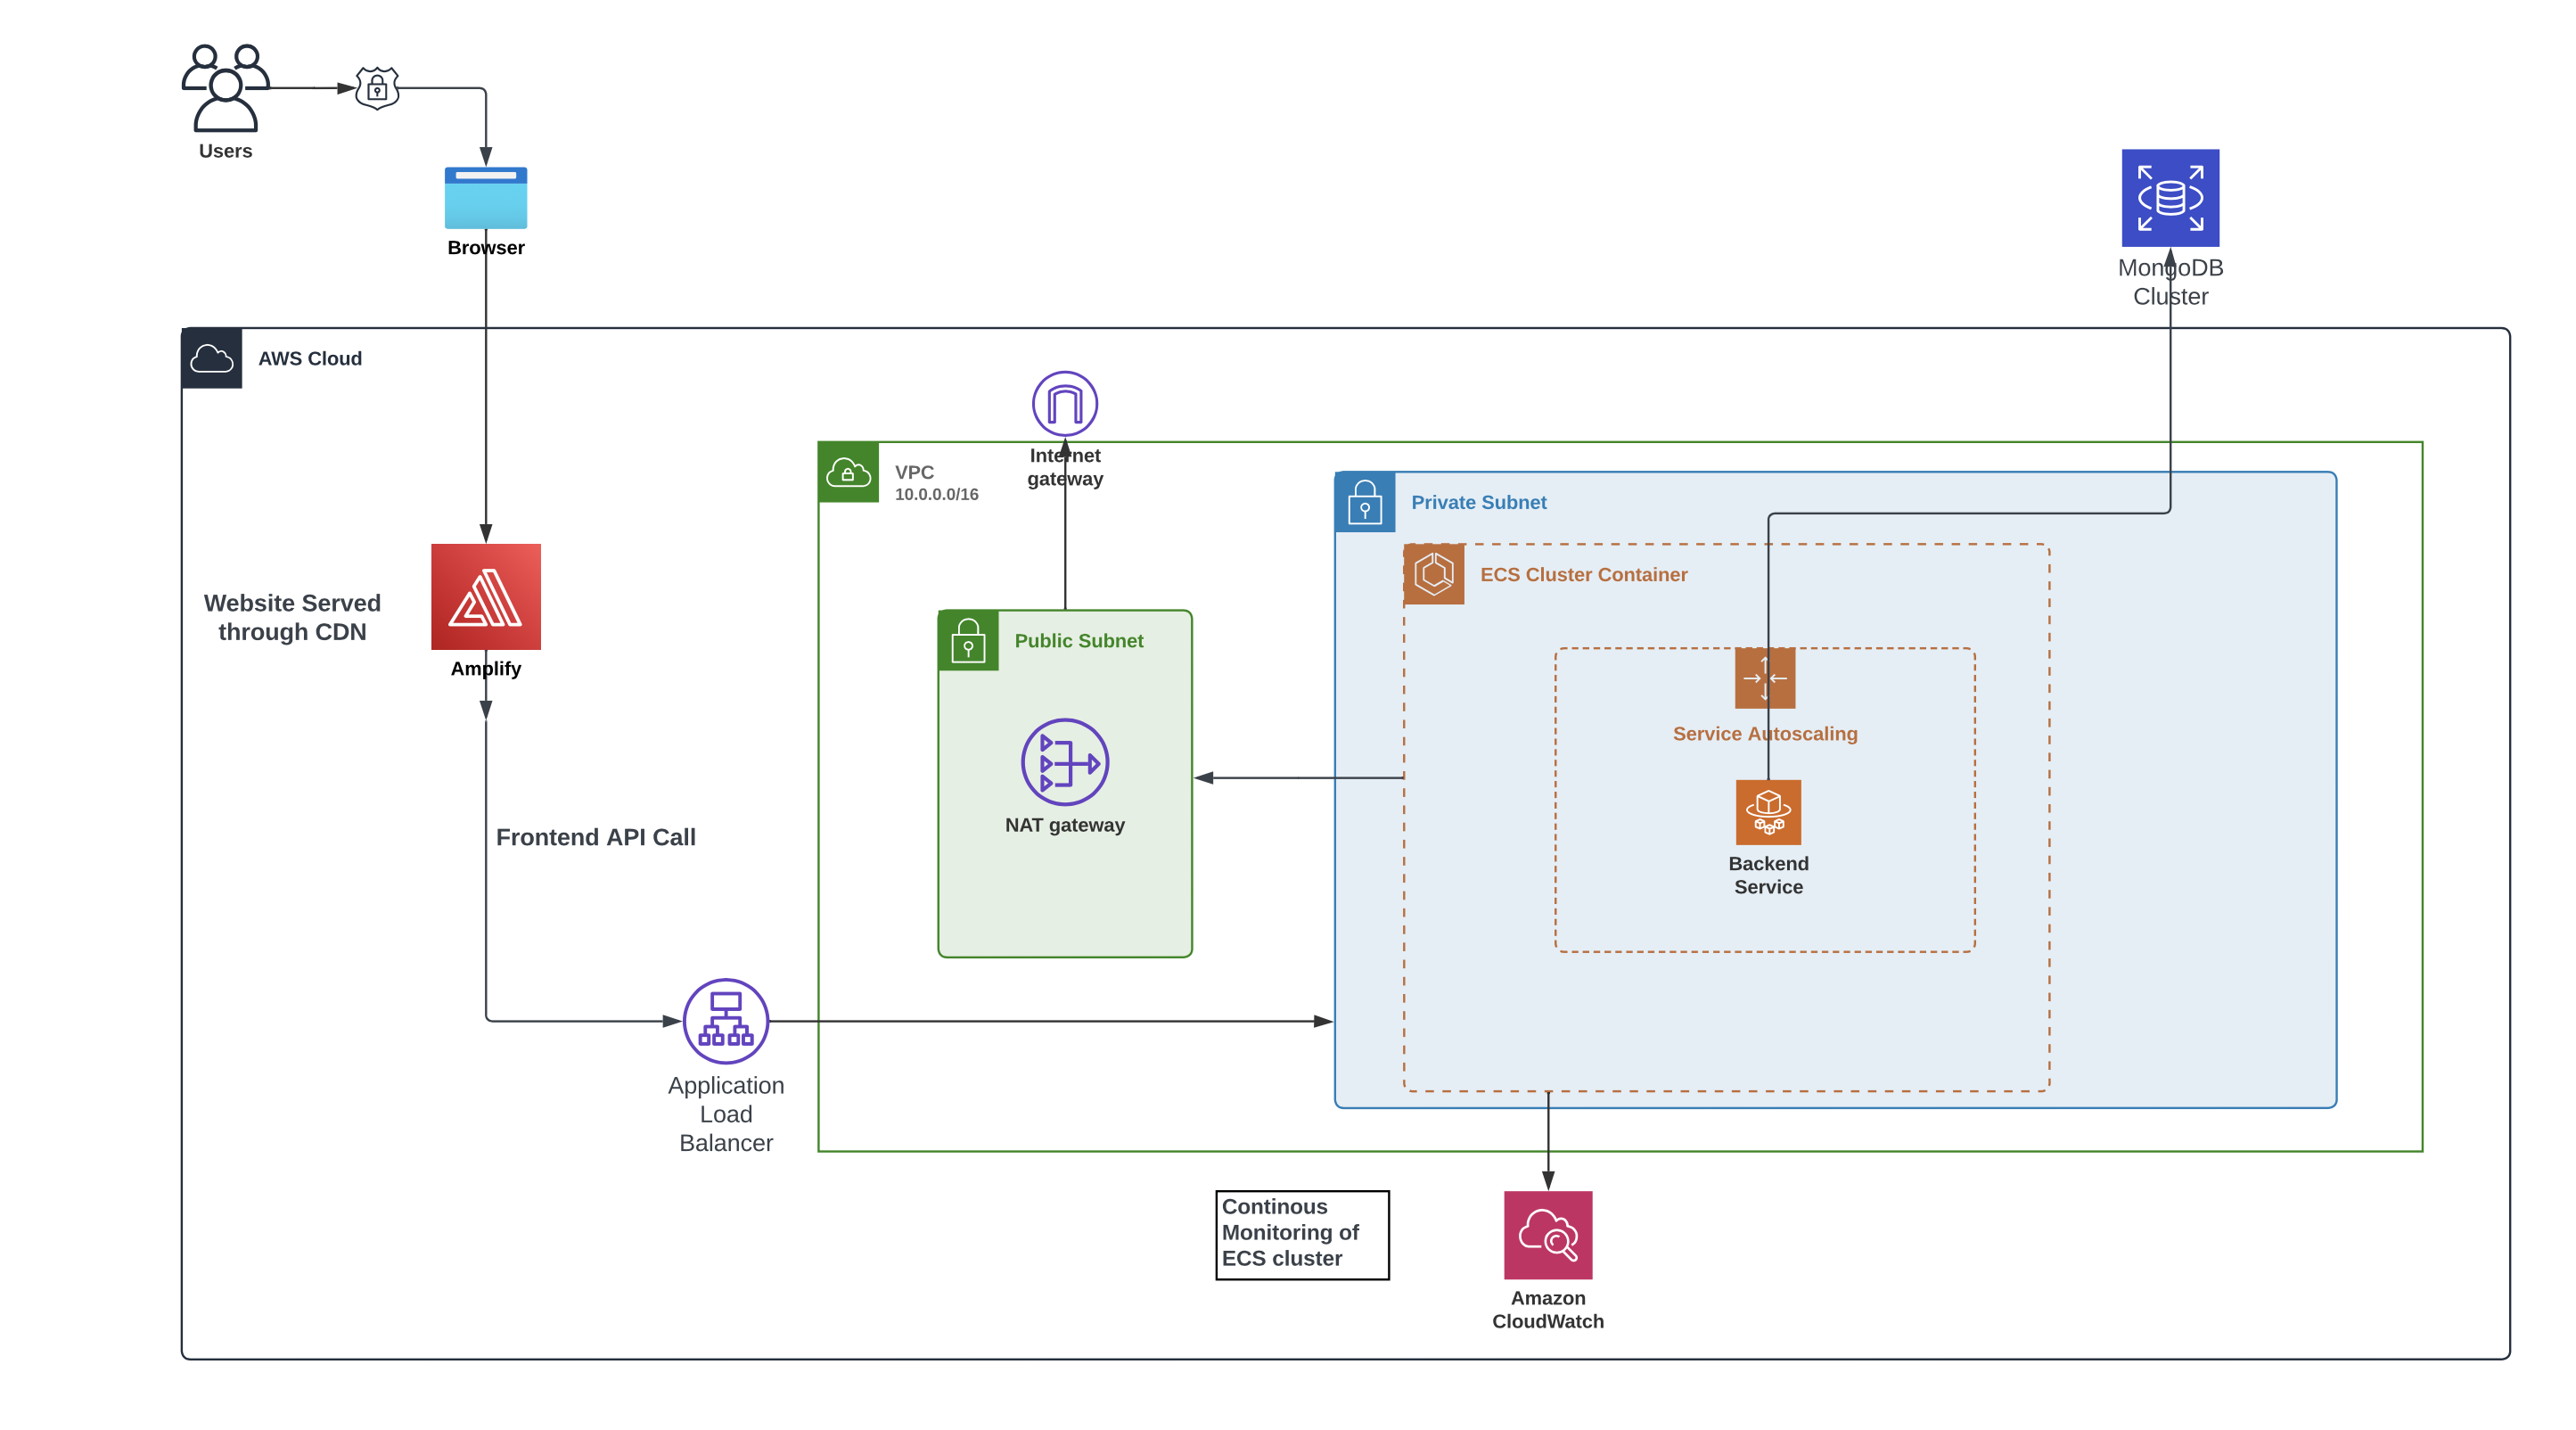 Users
Browser
MongoDB
Cluster
AWS Cloud
Internet
gateway
VPC
10.0.0.0/16
Private Subnet
ECS Cluster Container
Website Served
through CDN
Amplify
Public Subnet
Service Autoscaling
NAT gateway
Frontend API Call
Backend
Service
Application
Load
Balancer
Continous
Monitoring of
ECS cluster
Amazon
CloudWatch